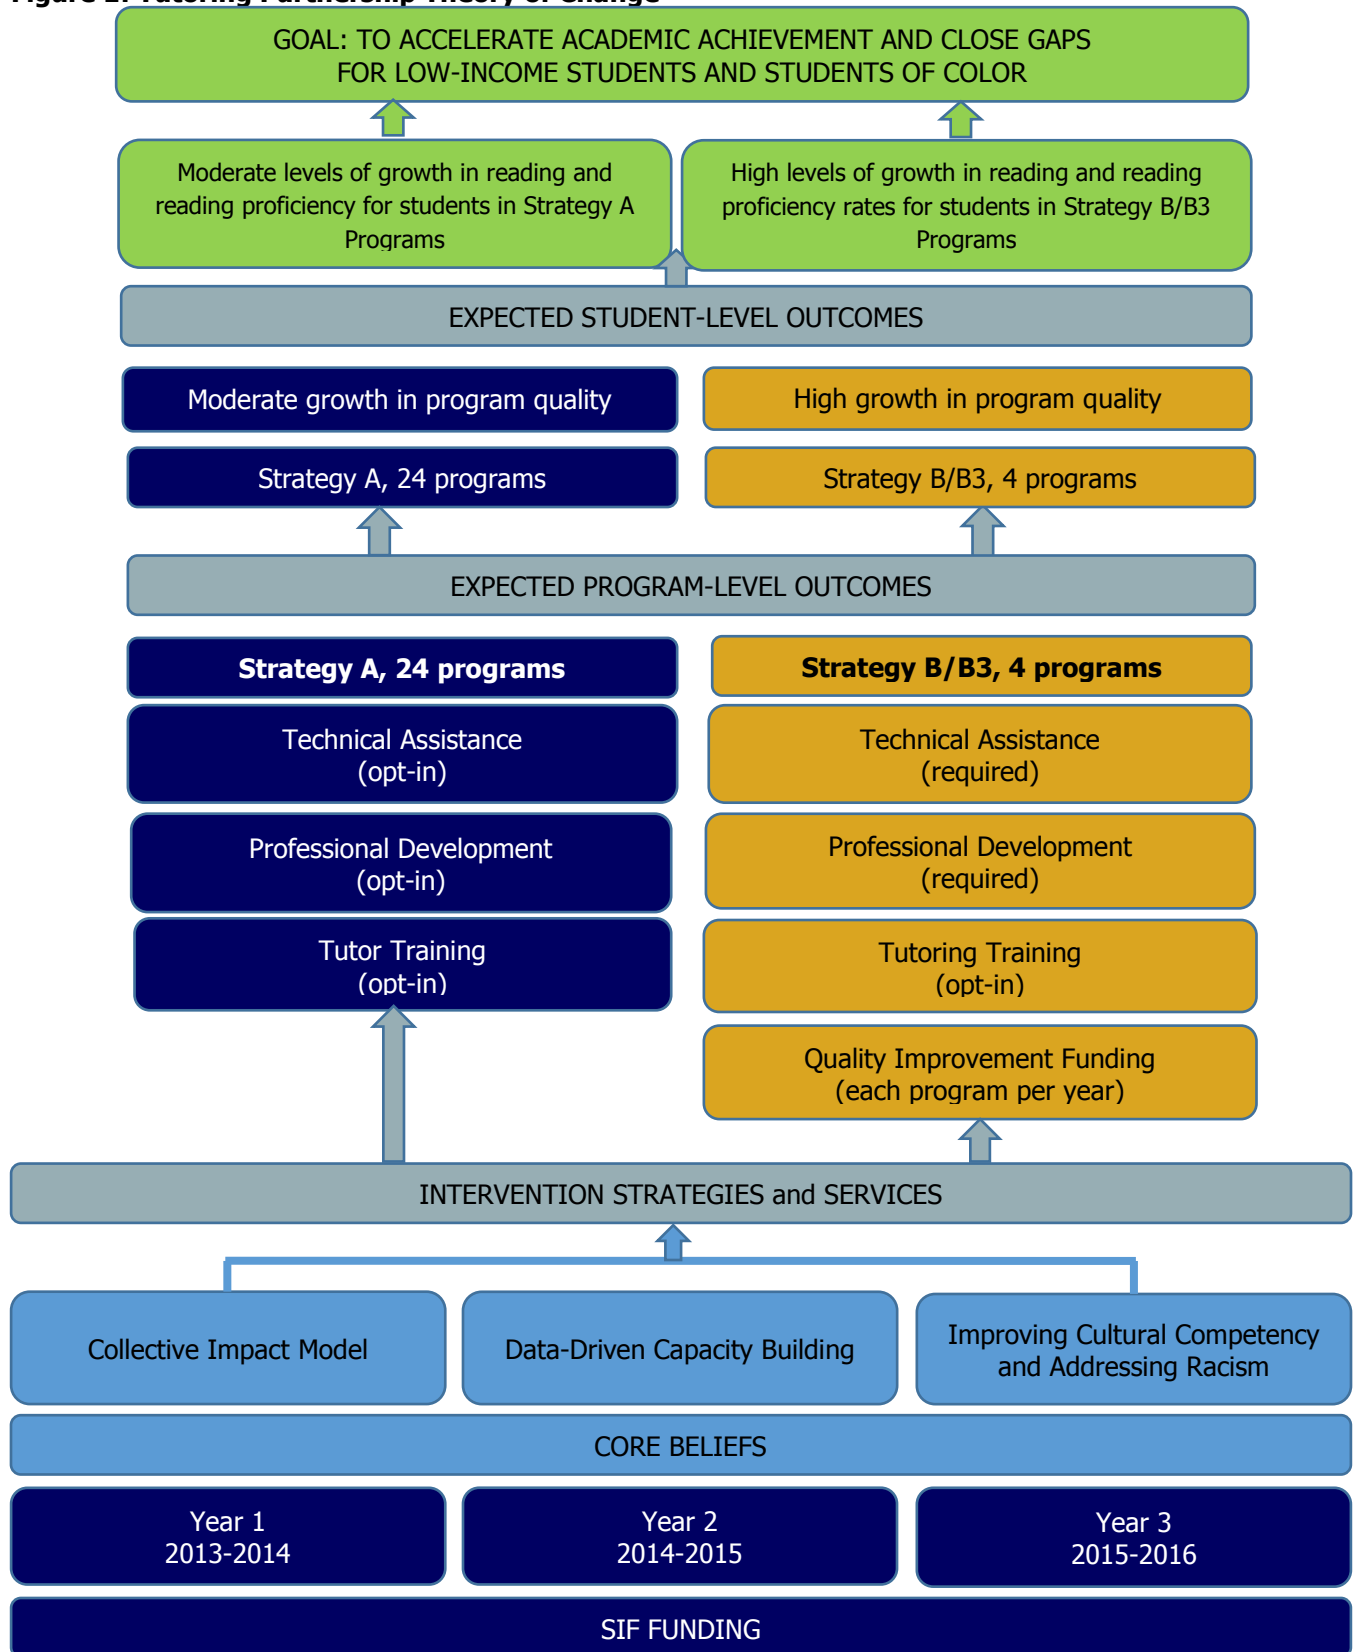 GOAL: TO ACCELERATE ACADEMIC ACHIEVEMENT AND CLOSE GAPS
FOR LOW-INCOME STUDENTS AND STUDENTS OF COLOR
Moderate levels of growth in reading and
reading proficiency for students in Strategy A
Programs
High levels of growth in reading and reading
proficiency rates for students in Strategy B/B3
Programs
EXPECTED STUDENT-LEVEL OUTCOMES
Moderate growth in program quality
High growth in program quality
Strategy A, 24 programs
Strategy B/B3, 4 programs
EXPECTED PROGRAM-LEVEL OUTCOMES
Strategy A, 24 programs
Strategy B/B3, 4 programs
Technical Assistance
(opt-in)
Technical Assistance
(required)
Professional Development
(opt-in)
Professional Development
(required)
Tutor Training
(opt-in)
Tutoring Training
(opt-in)
Quality Improvement Funding
(each program per year)
INTERVENTION STRATEGIES and SERVICES
Collective Impact Model
Data-Driven Capacity Building
Improving Cultural Competency
and Addressing Racism
CORE BELIEFS
Year 1
2013-2014
Year 2
2014-2015
Year 3
2015-2016
SIF FUNDING